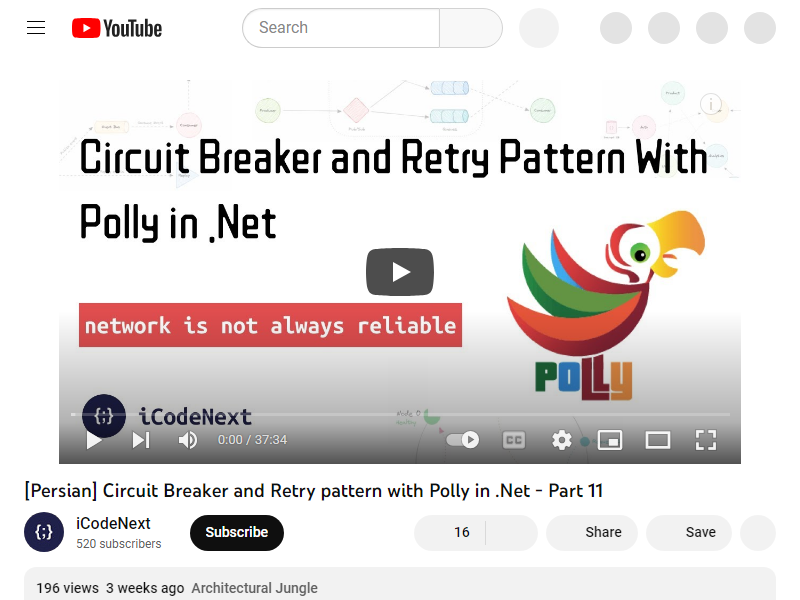 YouTube
Search
Circuit Breaker and Retry Pattern With
Polly in .Net
network is not always reliable
POLLY
{;} iCodeNext
0:00 / 37:34
CC
[Persian] Circuit Breaker and Retry pattern with Polly in .Net - Part 11
{;}
iCodeNext
520 subscribers
Subscribe
16
Share
Save
196 views 3 weeks ago Architectural Jungle